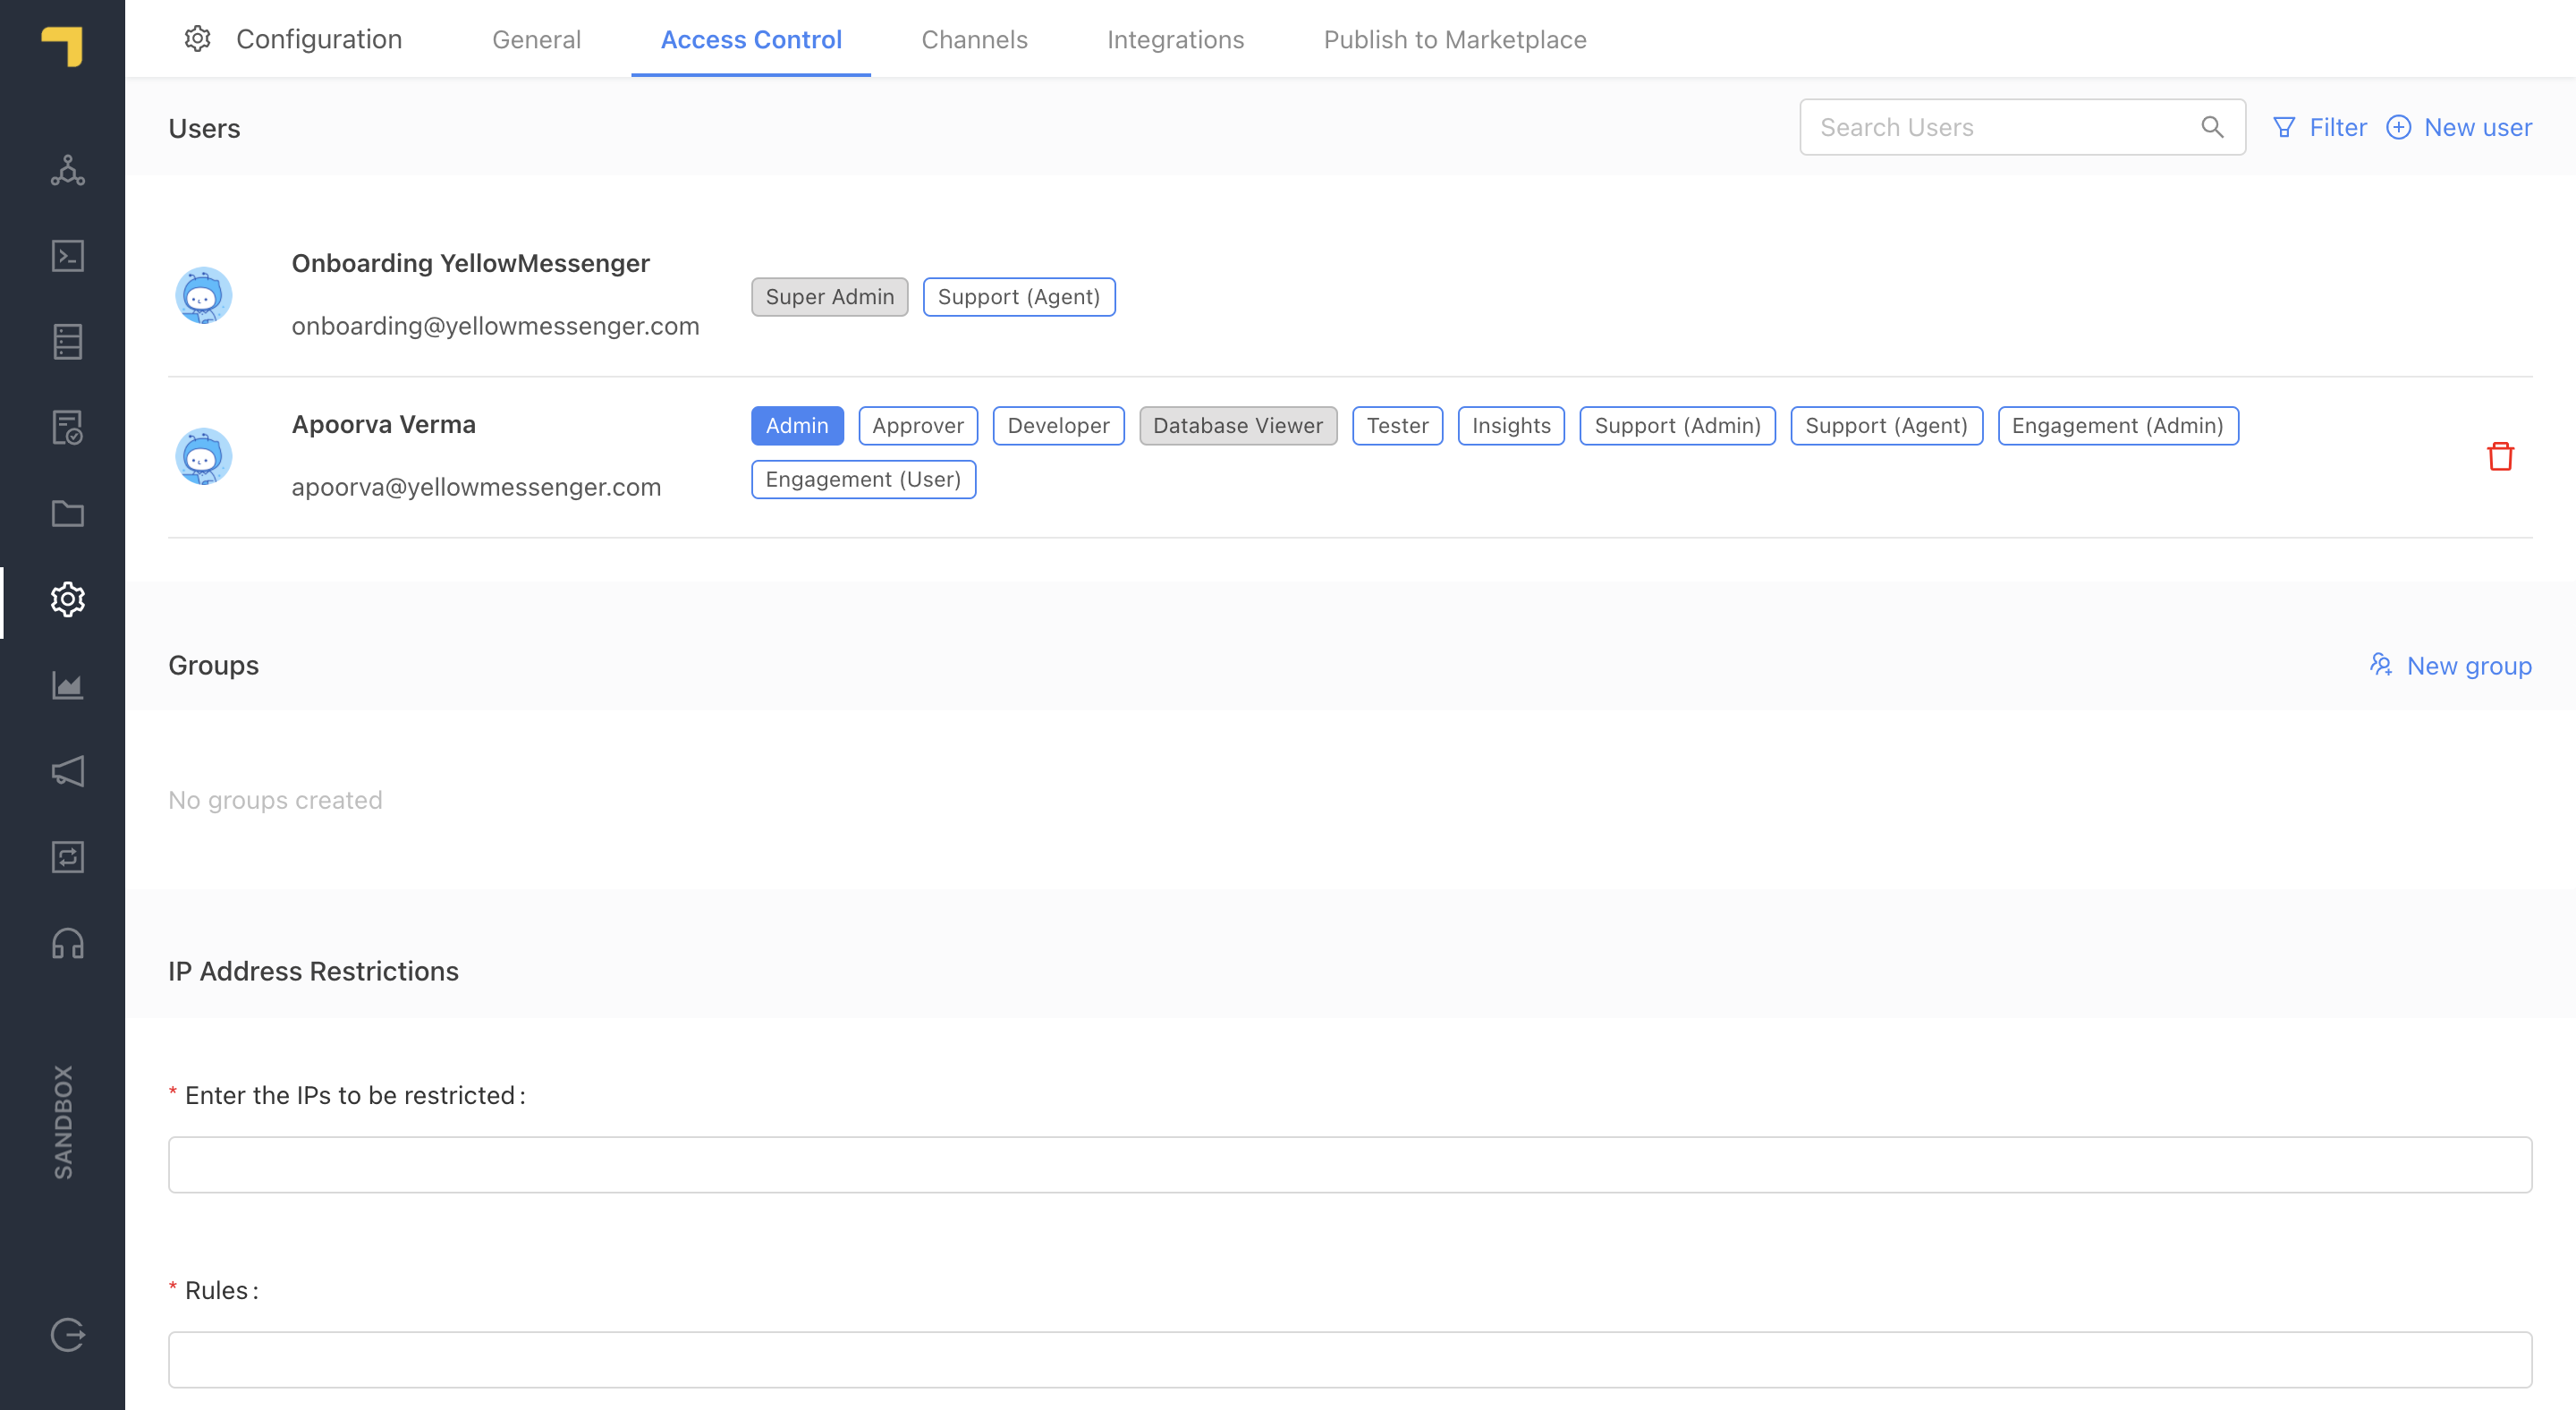 Configuration General Access Control Channels Integrations Publish to Marketplace
Users Search Users Filter New user
Onboarding YellowMessenger
onboarding@yellowmessenger.com
Super Admin Support (Agent)
Apoorva Verma
apoorva@yellowmessenger.com
Admin Approver Developer Database Viewer Tester Insights Support (Admin) Support (Agent) Engagement (Admin)
Engagement (User)
Groups New group
No groups created
IP Address Restrictions
* Enter the IPs to be restricted :
* Rules :
SANDBOX